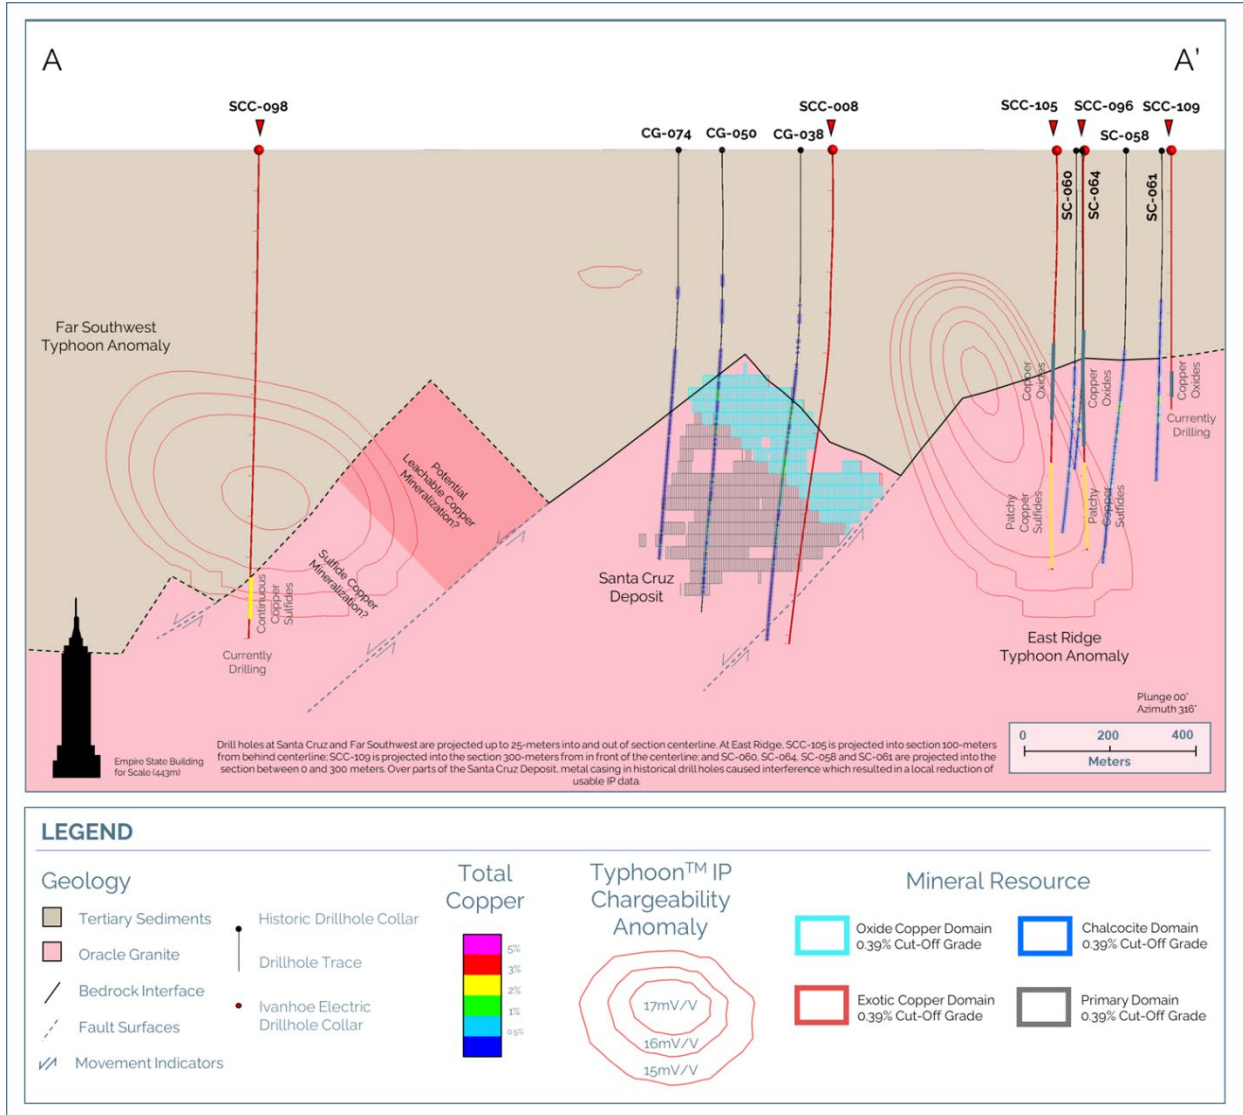 A
A'
SCC-098
SCC-008
SCC-105
SCC-096
SCC-109
CG-074
CG-050
CG-038
SC-058
SC-060
SC-064
SC-061
Far Southwest
Typhoon Anomaly
Potential
Leachable Copper
Mineralization?
Sulfide Copper
Mineralization?
Continuous
Copper
Sulfides
Currently
Drilling
Santa Cruz
Deposit
Copper
Oxides
Copper
Oxides
Copper
Oxides
Currently
Drilling
Patchy
Copper
Sulfides
Patchy
Copper
Sulfides
East Ridge
Typhoon Anomaly
Plunge 00°
Azimuth 316°
0 200 400
Meters
Empire State Building
for Scale (443m)
Drill holes at Santa Cruz and Far Southwest are projected up to 25-meters into and out of section centerline. At East Ridge, SCC-105 is projected into section 100-meters
from behind centerline; SCC-109 is projected into the section 300-meters from in front of the centerline; and SC-060, SC-064, SC-058 and SC-061 are projected into the
section between 0 and 300 meters. Over parts of the Santa Cruz Deposit, metal casing in historical drill holes caused interference which resulted in a local reduction of
usable IP data.
LEGEND
Geology
Tertiary Sediments
Oracle Granite
Bedrock Interface
Fault Surfaces
Movement Indicators
Historic Drillhole Collar
Drillhole Trace
Ivanhoe Electric
Drillhole Collar
Total
Copper
5%
3%
2%
1%
0.5%
Typhoon™ IP
Chargeability
Anomaly
17mV/V
16mV/V
15mV/V
Mineral Resource
Oxide Copper Domain
0.39% Cut-Off Grade
Chalcocite Domain
0.39% Cut-Off Grade
Exotic Copper Domain
0.39% Cut-Off Grade
Primary Domain
0.39% Cut-Off Grade